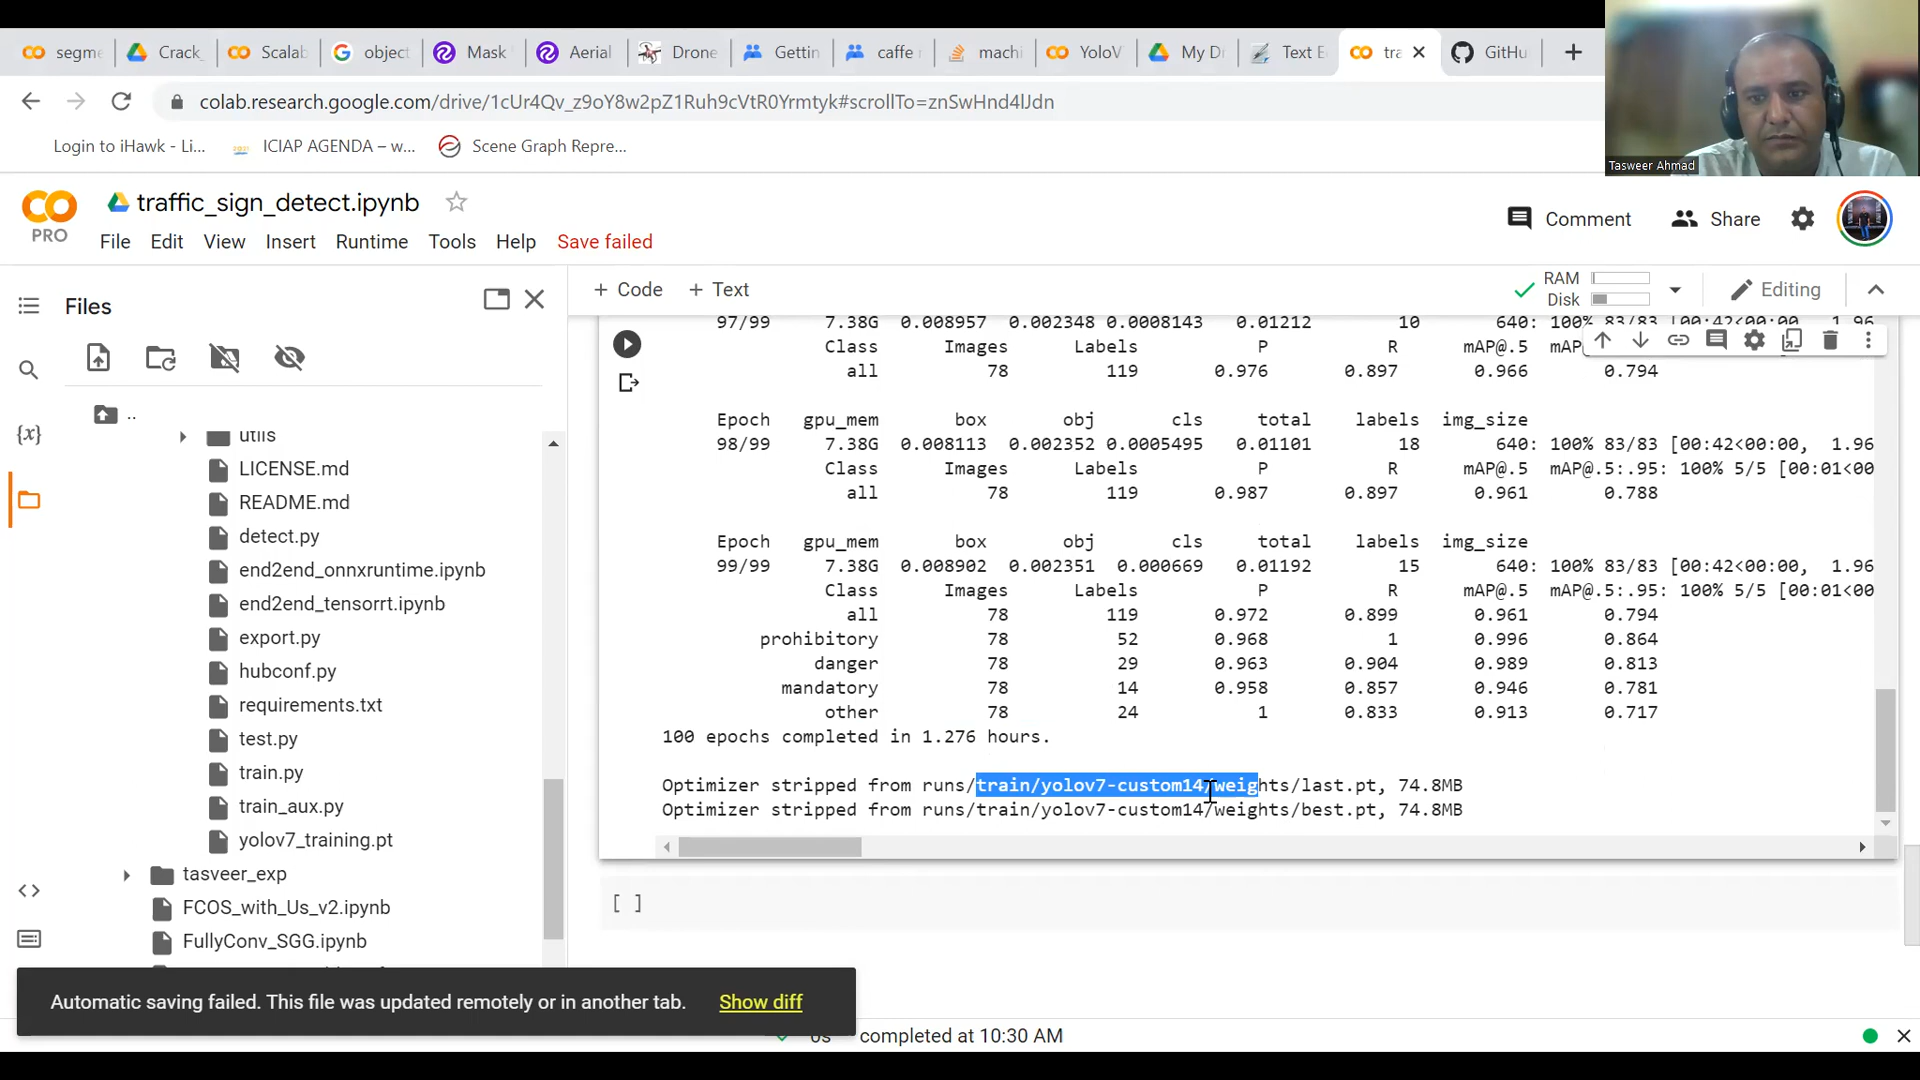 segme
Crack_
Scalab
object
Mask
Aerial
Drone
Gettin
caffe r
machi
YoloV
My Dr
Text E
tra
GitHu
colab.research.google.com/drive/1cUr4Qv_z9oY8w2pZ1Ruh9cVtR0Yrmtyk#scrollTo=znSwHnd4lJdn
Login to iHawk - Li...
ICIAP AGENDA – w...
Scene Graph Repre...
Tasweer Ahmad
PRO
traffic_sign_detect.ipynb
File Edit View Insert Runtime Tools Help Save failed
Comment
Share
Files
+ Code + Text
RAM
Disk
Editing
..
utils
LICENSE.md
README.md
detect.py
end2end_onnxruntime.ipynb
end2end_tensorrt.ipynb
export.py
hubconf.py
requirements.txt
test.py
train.py
train_aux.py
yolov7_training.pt
tasveer_exp
FCOS_with_Us_v2.ipynb
FullyConv_SGG.ipynb
97/99 7.38G 0.008957 0.002348 0.0008143 0.01212 10 640: 100% 83/83 [00:42<00:00, 1.96
Class Images Labels P R mAP@.5 mAP
all 78 119 0.976 0.897 0.966 0.794
Epoch gpu_mem box obj cls total labels img_size
98/99 7.38G 0.008113 0.002352 0.0005495 0.01101 18 640: 100% 83/83 [00:42<00:00, 1.96
Class Images Labels P R mAP@.5 mAP@.5:.95: 100% 5/5 [00:01<00
all 78 119 0.987 0.897 0.961 0.788
Epoch gpu_mem box obj cls total labels img_size
99/99 7.38G 0.008902 0.002351 0.000669 0.01192 15 640: 100% 83/83 [00:42<00:00, 1.96
Class Images Labels P R mAP@.5 mAP@.5:.95: 100% 5/5 [00:01<00
all 78 119 0.972 0.899 0.961 0.794
prohibitory 78 52 0.968 1 0.996 0.864
danger 78 29 0.963 0.904 0.989 0.813
mandatory 78 14 0.958 0.857 0.946 0.781
other 78 24 1 0.833 0.913 0.717
100 epochs completed in 1.276 hours.
Optimizer stripped from runs/train/yolov7-custom14/weights/last.pt, 74.8MB
Optimizer stripped from runs/train/yolov7-custom14/weights/best.pt, 74.8MB
[ ]
Automatic saving failed. This file was updated remotely or in another tab. Show diff
0s completed at 10:30 AM